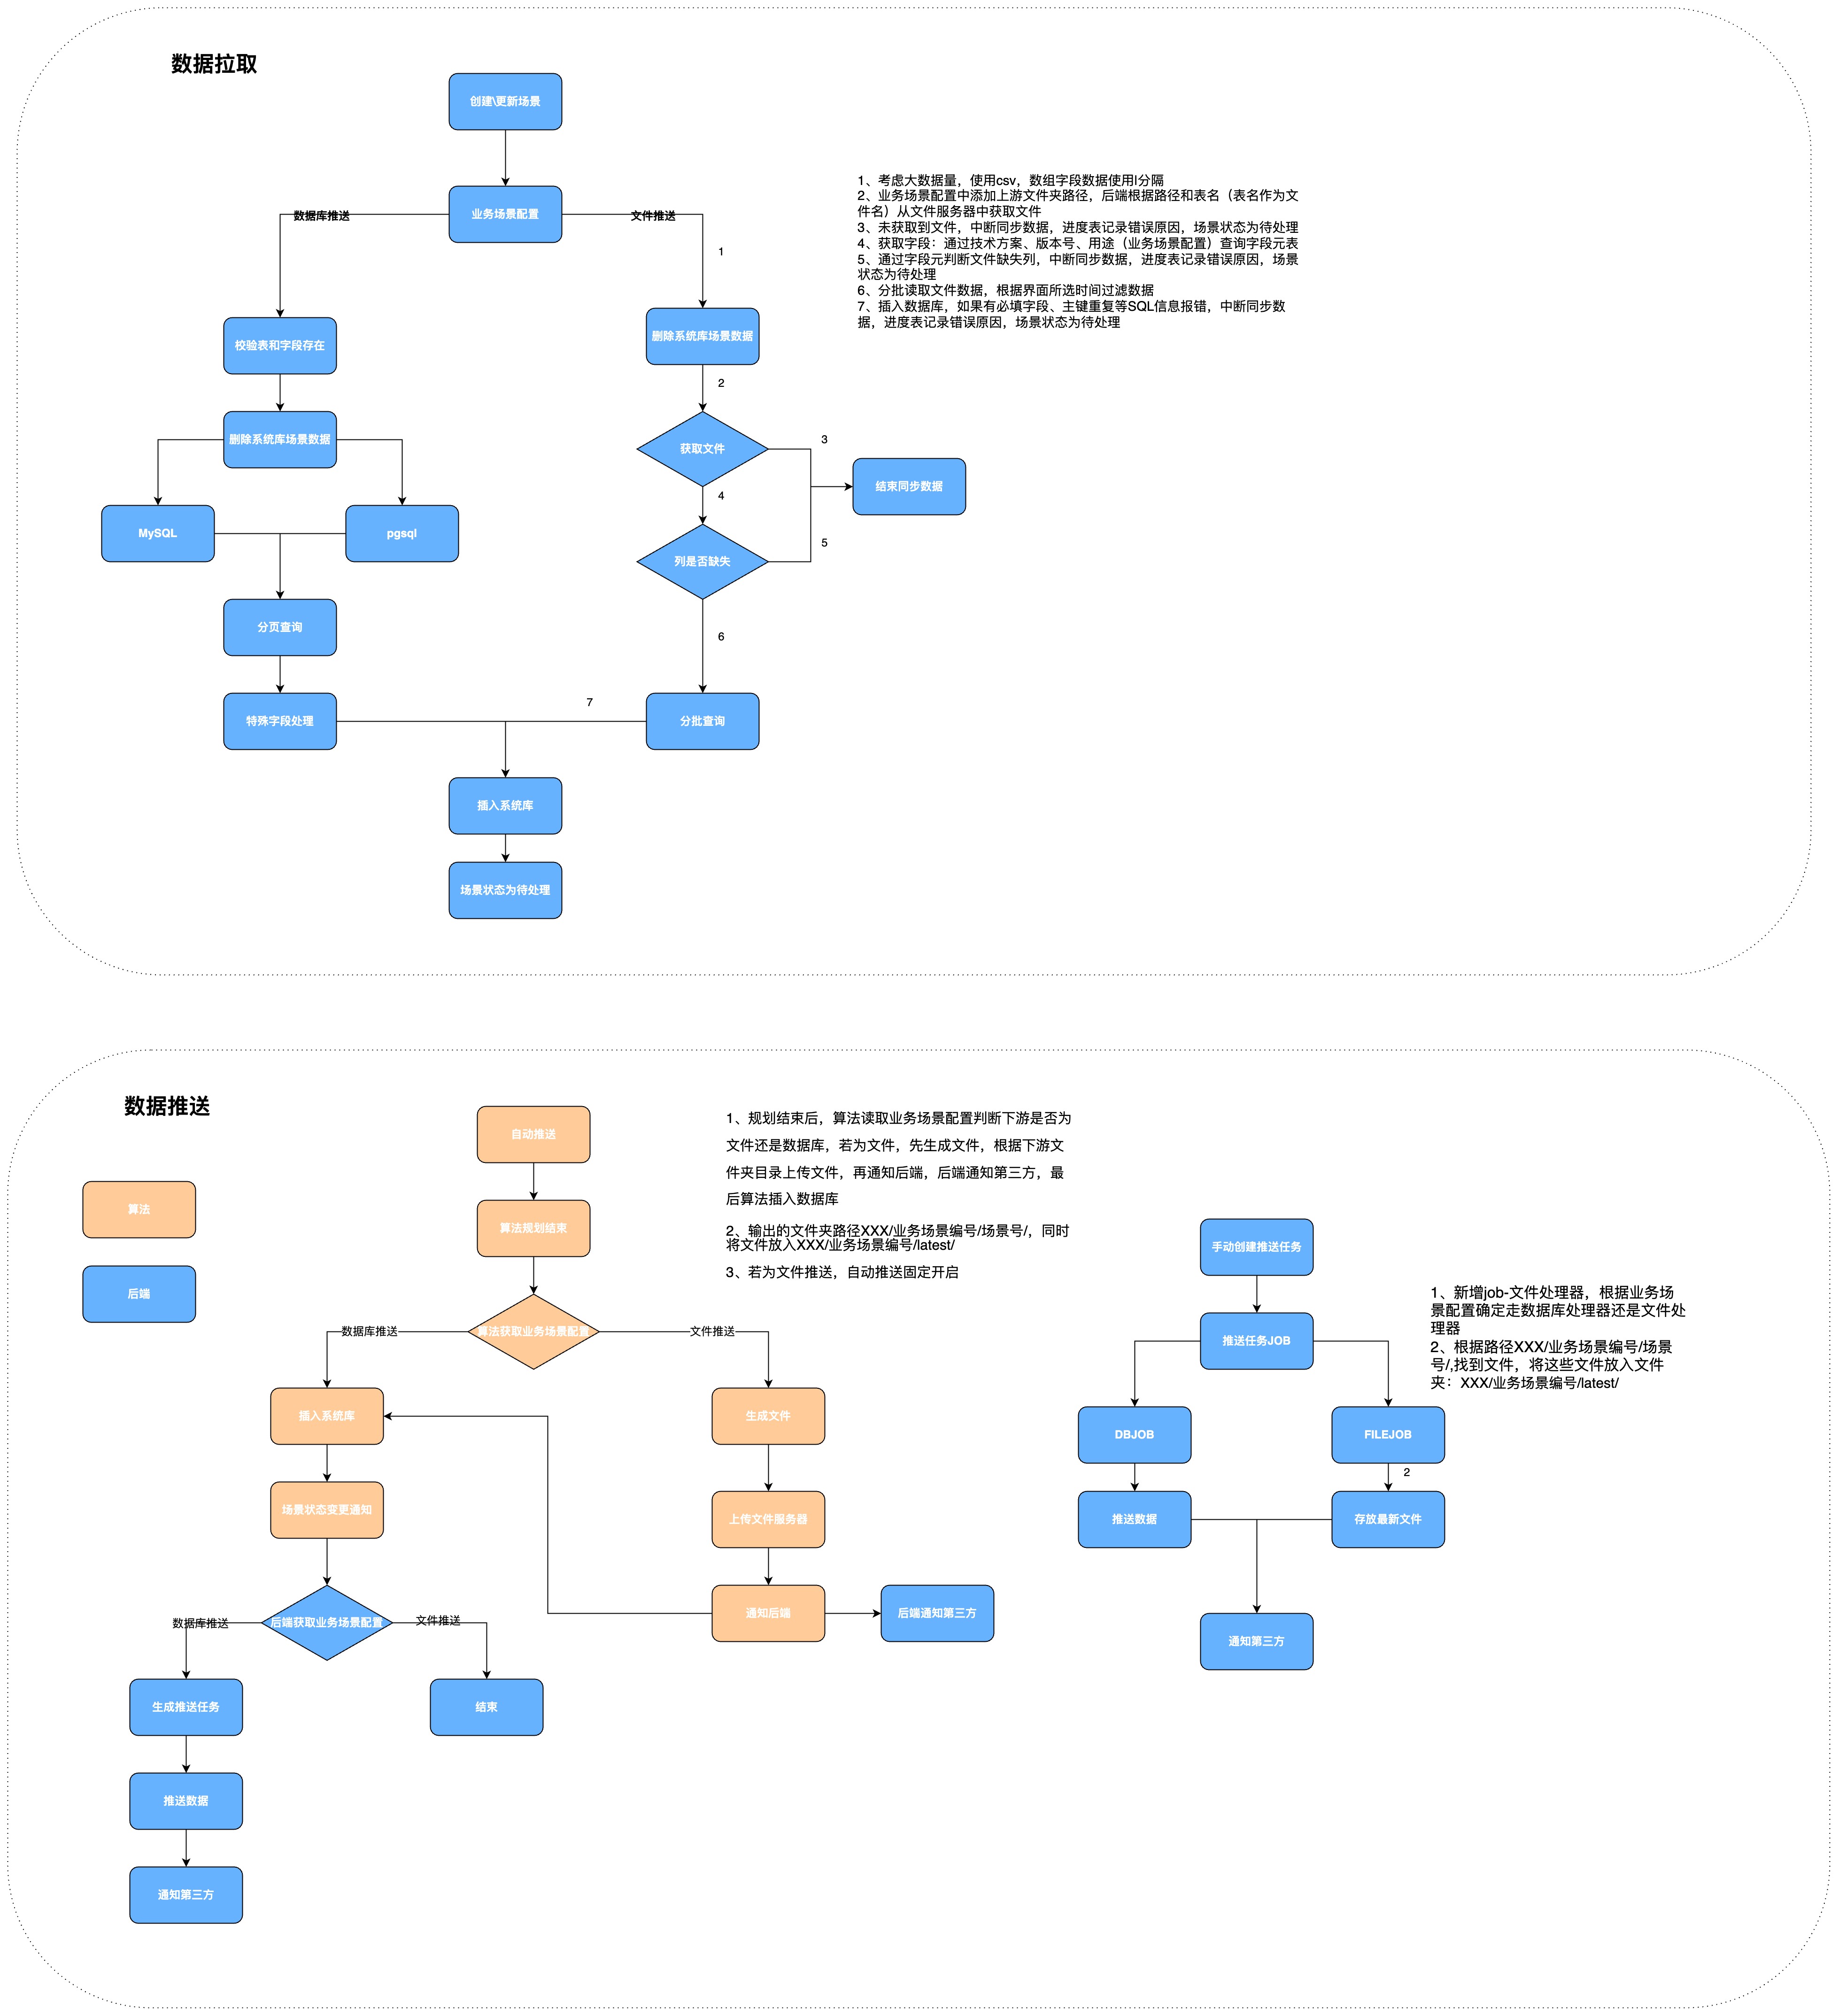 数据拉取
创建\更新场景
业务场景配置
数据库推送
文件推送
1
1、考虑大数据量，使用csv，数组字段数据使用|分隔
2、业务场景配置中添加上游文件夹路径，后端根据路径和表名（表名作为文
件名）从文件服务器中获取文件
3、未获取到文件，中断同步数据，进度表记录错误原因，场景状态为待处理
4、获取字段：通过技术方案、版本号、用途（业务场景配置）查询字段元表
5、通过字段元判断文件缺失列，中断同步数据，进度表记录错误原因，场景
状态为待处理
6、分批读取文件数据，根据界面所选时间过滤数据
7、插入数据库，如果有必填字段、主键重复等SQL信息报错，中断同步数
据，进度表记录错误原因，场景状态为待处理
校验表和字段存在
删除系统库场景数据
2
删除系统库场景数据
获取文件
3
结束同步数据
4
MySQL
pgsql
列是否缺失
5
分页查询
6
特殊字段处理
7
分批查询
插入系统库
场景状态为待处理
数据推送
算法
后端
自动推送
算法规划结束
算法获取业务场景配置
数据库推送
文件推送
1、规划结束后，算法读取业务场景配置判断下游是否为
文件还是数据库，若为文件，先生成文件，根据下游文
件夹目录上传文件，再通知后端，后端通知第三方，最
后算法插入数据库
2、输出的文件夹路径XXX/业务场景编号/场景号/，同时
将文件放入XXX/业务场景编号/latest/
3、若为文件推送，自动推送固定开启
插入系统库
生成文件
场景状态变更通知
上传文件服务器
后端获取业务场景配置
数据库推送
文件推送
通知后端
后端通知第三方
生成推送任务
结束
推送数据
通知第三方
手动创建推送任务
推送任务JOB
1、新增job-文件处理器，根据业务场
景配置确定走数据库处理器还是文件处
理器
2、根据路径XXX/业务场景编号/场景
号/,找到文件，将这些文件放入文件
夹：XXX/业务场景编号/latest/
DBJOB
FILEJOB
2
推送数据
存放最新文件
通知第三方